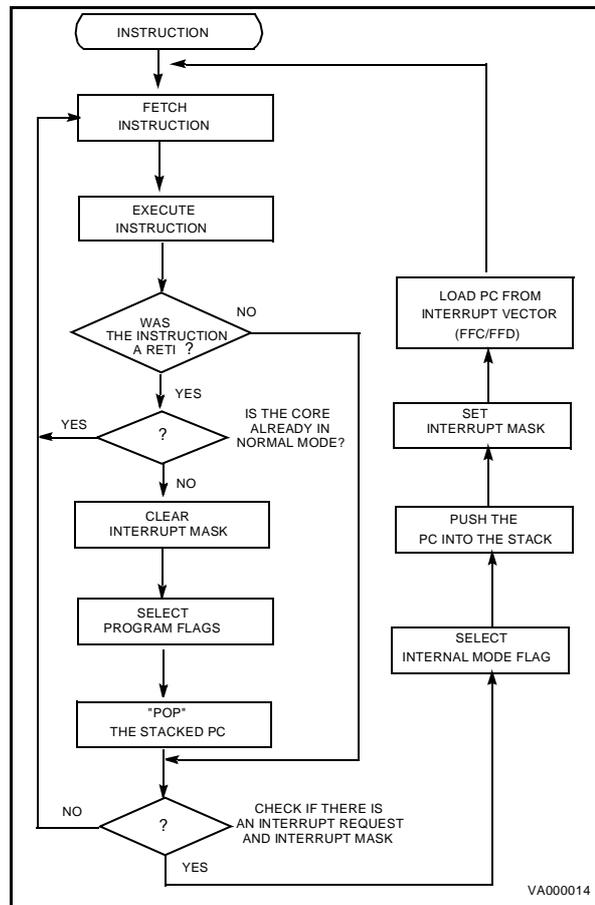 INSTRUCTION
FETCH
INSTRUCTION
EXECUTE
INSTRUCTION
WAS
THE INSTRUCTION
A RETI ?
NO
YES
?
IS THE CORE
ALREADY IN
NORMAL MODE?
YES
NO
CLEAR
INTERRUPT MASK
SELECT
PROGRAM FLAGS
"POP"
THE STACKED PC
?
CHECK IF THERE IS
AN INTERRUPT REQUEST
AND INTERRUPT MASK
NO
YES
SELECT
INTERNAL MODE FLAG
PUSH THE
PC INTO THE STACK
SET
INTERRUPT MASK
LOAD PC FROM
INTERRUPT VECTOR
(FFC/FFD)
VA000014